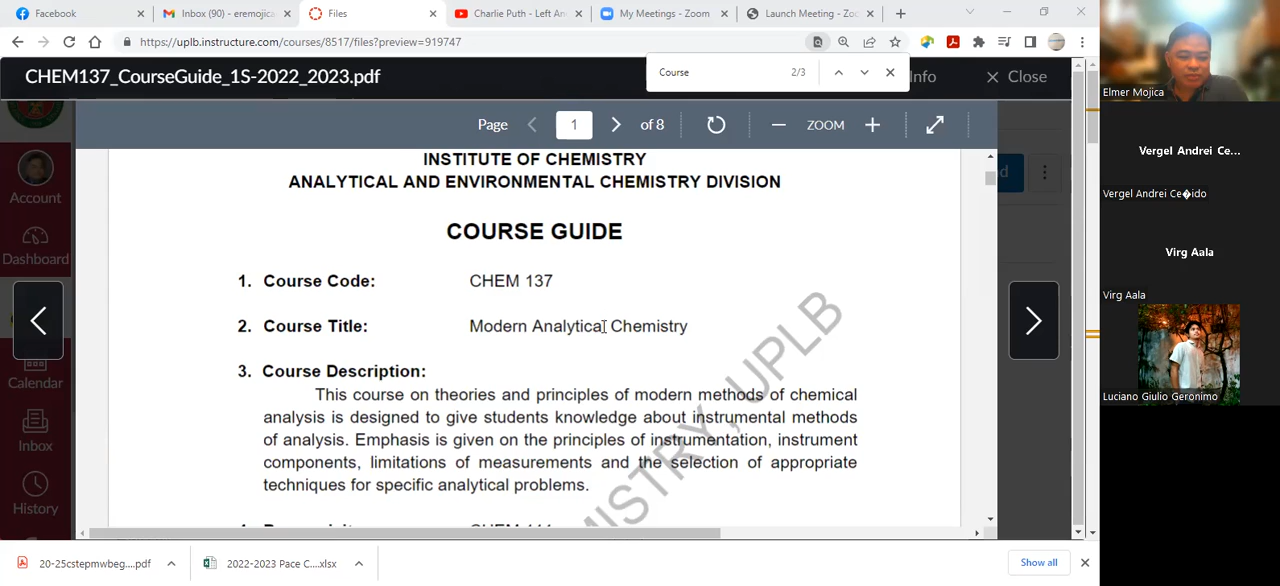 Facebook
Inbox (90) - eremojica
Files
Charlie Puth - Left An
My Meetings - Zoom
Launch Meeting - Zoo
https://uplb.instructure.com/courses/8517/files?preview=919747
Course 2/3
CHEM137_CourseGuide_1S-2022_2023.pdf
Info
Close
Page 1 of 8
ZOOM
Account
Dashboard
Calendar
Inbox
History
INSTITUTE OF CHEMISTRY
ANALYTICAL AND ENVIRONMENTAL CHEMISTRY DIVISION
COURSE GUIDE
1. Course Code: CHEM 137
2. Course Title: Modern Analytical Chemistry
3. Course Description:
This course on theories and principles of modern methods of chemical
analysis is designed to give students knowledge about instrumental methods
of analysis. Emphasis is given on the principles of instrumentation, instrument
components, limitations of measurements and the selection of appropriate
techniques for specific analytical problems.
MISTRY, UPLB
20-25cstepmwbeg....pdf
2022-2023 Pace C....xlsx
Show all
Elmer Mojica
Vergel Andrei Ce...
Vergel Andrei Ce�ido
Virg Aala
Virg Aala
Luciano Giulio Geronimo